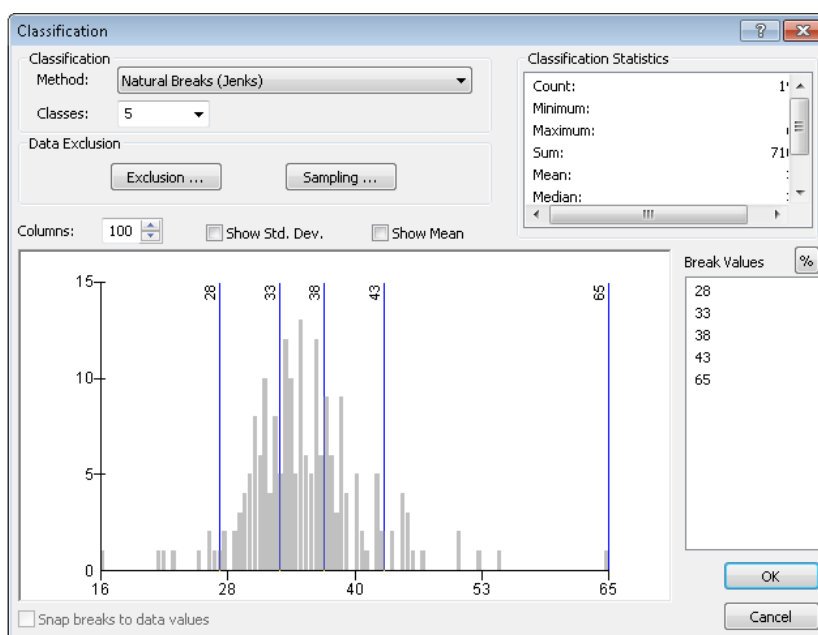 Classification
Classification
Method: Natural Breaks (Jenks)
Classes: 5
Data Exclusion
Exclusion ...
Sampling ...
Classification Statistics
Count:
Minimum:
Maximum:
Sum:
Mean:
Median:
Columns: 100
Show Std. Dev.
Show Mean
Break Values
%
28
33
38
43
65
28 33 38 43 65
15
10
5
0
16 28 40 53 65
Snap breaks to data values
OK
Cancel